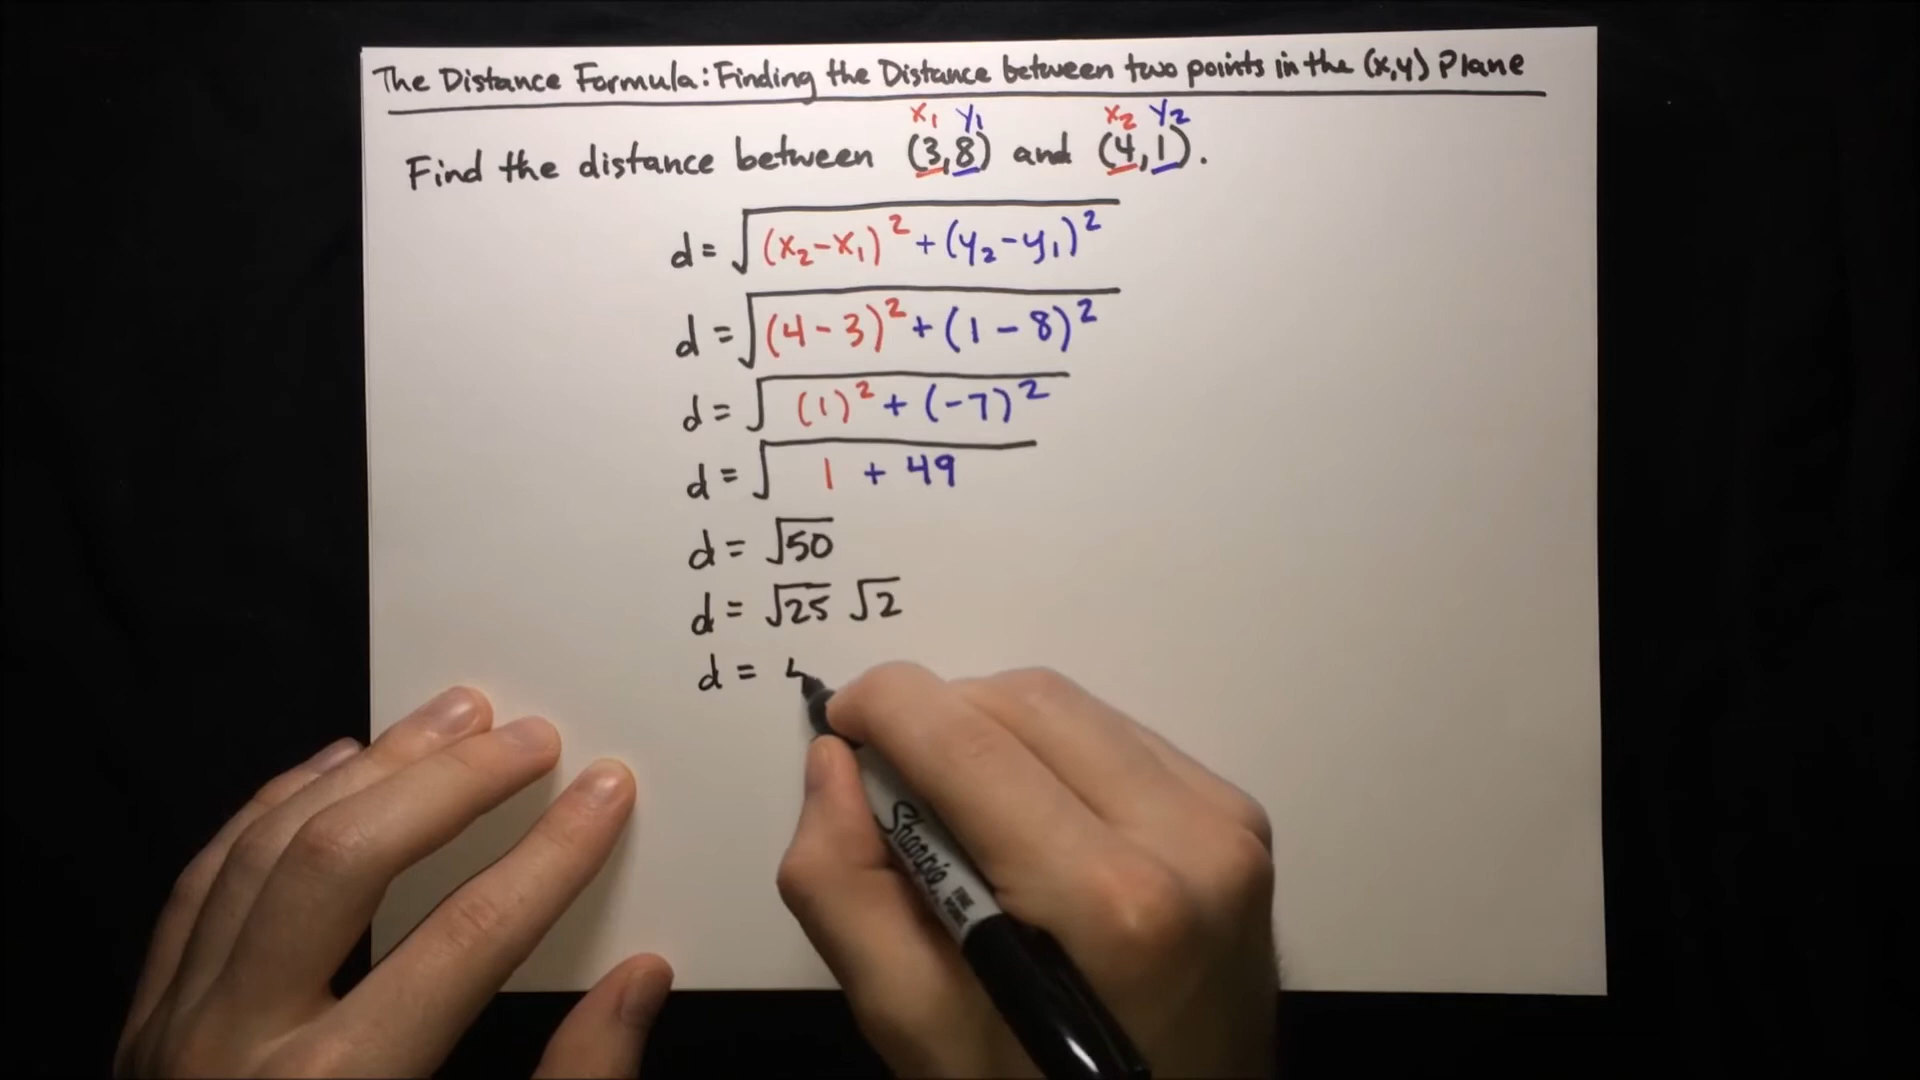 The Distance Formula: Finding the Distance between two points in the (x,y) Plane
x₁ y₁ x₂ y₂
Find the distance between (3,8) and (4,1).
d = √(x₂-x₁)² + (y₂-y₁)²
d = √(4-3)² + (1-8)²
d = √(1)² + (-7)²
d = √1 + 49
d = √50
d = √25 √2
d =
Sharpie
FINE
POINT